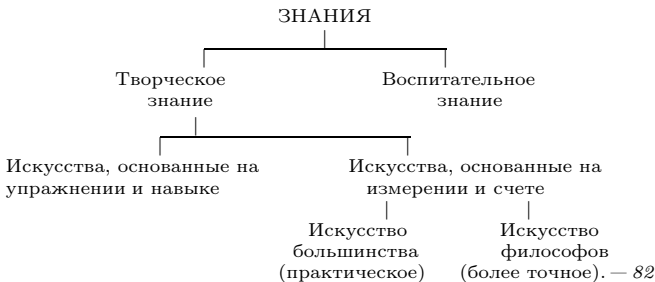 ЗНАНИЯ
Творческое
знание
Воспитательное
знание
Искусства, основанные на
упражнении и навыке
Искусства, основанные на
измерении и счете
Искусство
большинства
(практическое)
Искусство
философов
(более точное). — 82